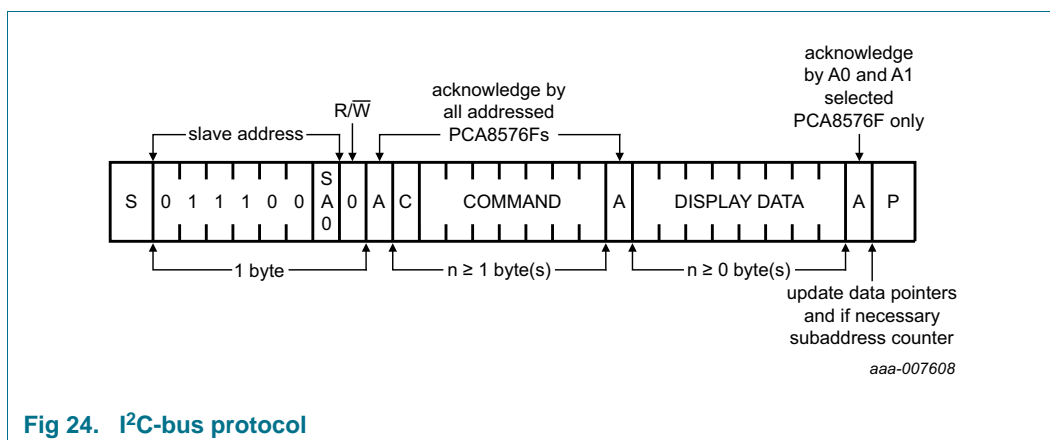 acknowledge
by A0 and A1
selected
PCA8576F only
acknowledge by
all addressed
PCA8576Fs
R/W̅
slave address
S 0 1 1 1 0 0 SA0 0 A C COMMAND A DISPLAY DATA A P
1 byte
n ≥ 1 byte(s)
n ≥ 0 byte(s)
update data pointers
and if necessary
subaddress counter
aaa-007608
Fig 24. I²C-bus protocol